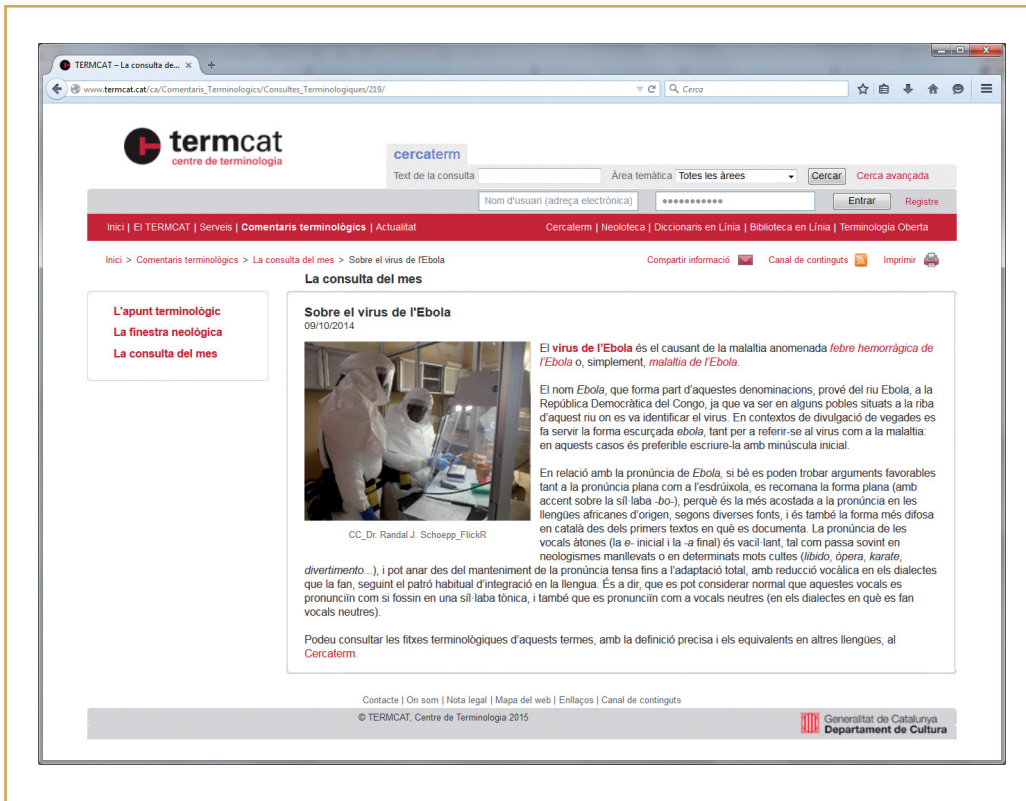 TERMCAT – La consulta de... × +
www.termcat.cat/ca/Comentaris_Terminologics/Consultes_Terminologiques/219/
Cerca
termcat
centre de terminologia
cercaterm
Text de la consulta Àrea temàtica Totes les àrees Cercar Cerca avançada
Nom d'usuari (adreça electrònica) Entrar Registre
Inici | El TERMCAT | Serveis | Comentaris terminològics | Actualitat Cercaterm | Neoloteca | Diccionaris en Línia | Biblioteca en Línia | Terminologia Oberta
Inici > Comentaris terminològics > La consulta del mes > Sobre el virus de l'Ebola Compartir informació Canal de continguts Imprimir
La consulta del mes
L'apunt terminològic
La finestra neològica
La consulta del mes
Sobre el virus de l'Ebola
09/10/2014
El virus de l'Ebola és el causant de la malaltia anomenada febre hemorràgica de
l'Ebola o, simplement, malaltia de l'Ebola.
El nom Ebola, que forma part d'aquestes denominacions, prové del riu Ebola, a la
República Democràtica del Congo, ja que va ser en alguns pobles situats a la riba
d'aquest riu on es va identificar el virus. En contextos de divulgació de vegades es
fa servir la forma escurçada ebola, tant per a referir-se al virus com a la malaltia:
en aquests casos és preferible escriure-la amb minúscula inicial.
En relació amb la pronúncia de Ebola, si bé es poden trobar arguments favorables
tant a la pronúncia plana com a l'esdrúixola, es recomana la forma plana (amb
accent sobre la síl·laba -bo-), perquè és la més acostada a la pronúncia en les
llengües africanes d'origen, segons diverses fonts, i és també la forma més difosa
en català des dels primers textos en què es documenta. La pronúncia de les
vocals àtones (la e- inicial i la -a final) és vacil·lant, tal com passa sovint en
neologismes manllevats o en determinats mots cultes (libido, òpera, karate,
divertimento...), i pot anar des del manteniment de la pronúncia tensa fins a l'adaptació total, amb reducció vocàlica en els dialectes
que la fan, seguint el patró habitual d'integració en la llengua. És a dir, que es pot considerar normal que aquestes vocals es
pronunciïn com si fossin en una síl·laba tònica, i també que es pronunciïn com a vocals neutres (en els dialectes en què es fan
vocals neutres).
CC_Dr. Randal J. Schoepp_FlickR
Podeu consultar les fitxes terminològiques d'aquests termes, amb la definició precisa i els equivalents en altres llengües, al
Cercaterm.
Contacte | On som | Nota legal | Mapa del web | Enllaços | Canal de continguts
© TERMCAT, Centre de Terminologia 2015
Generalitat de Catalunya
Departament de Cultura